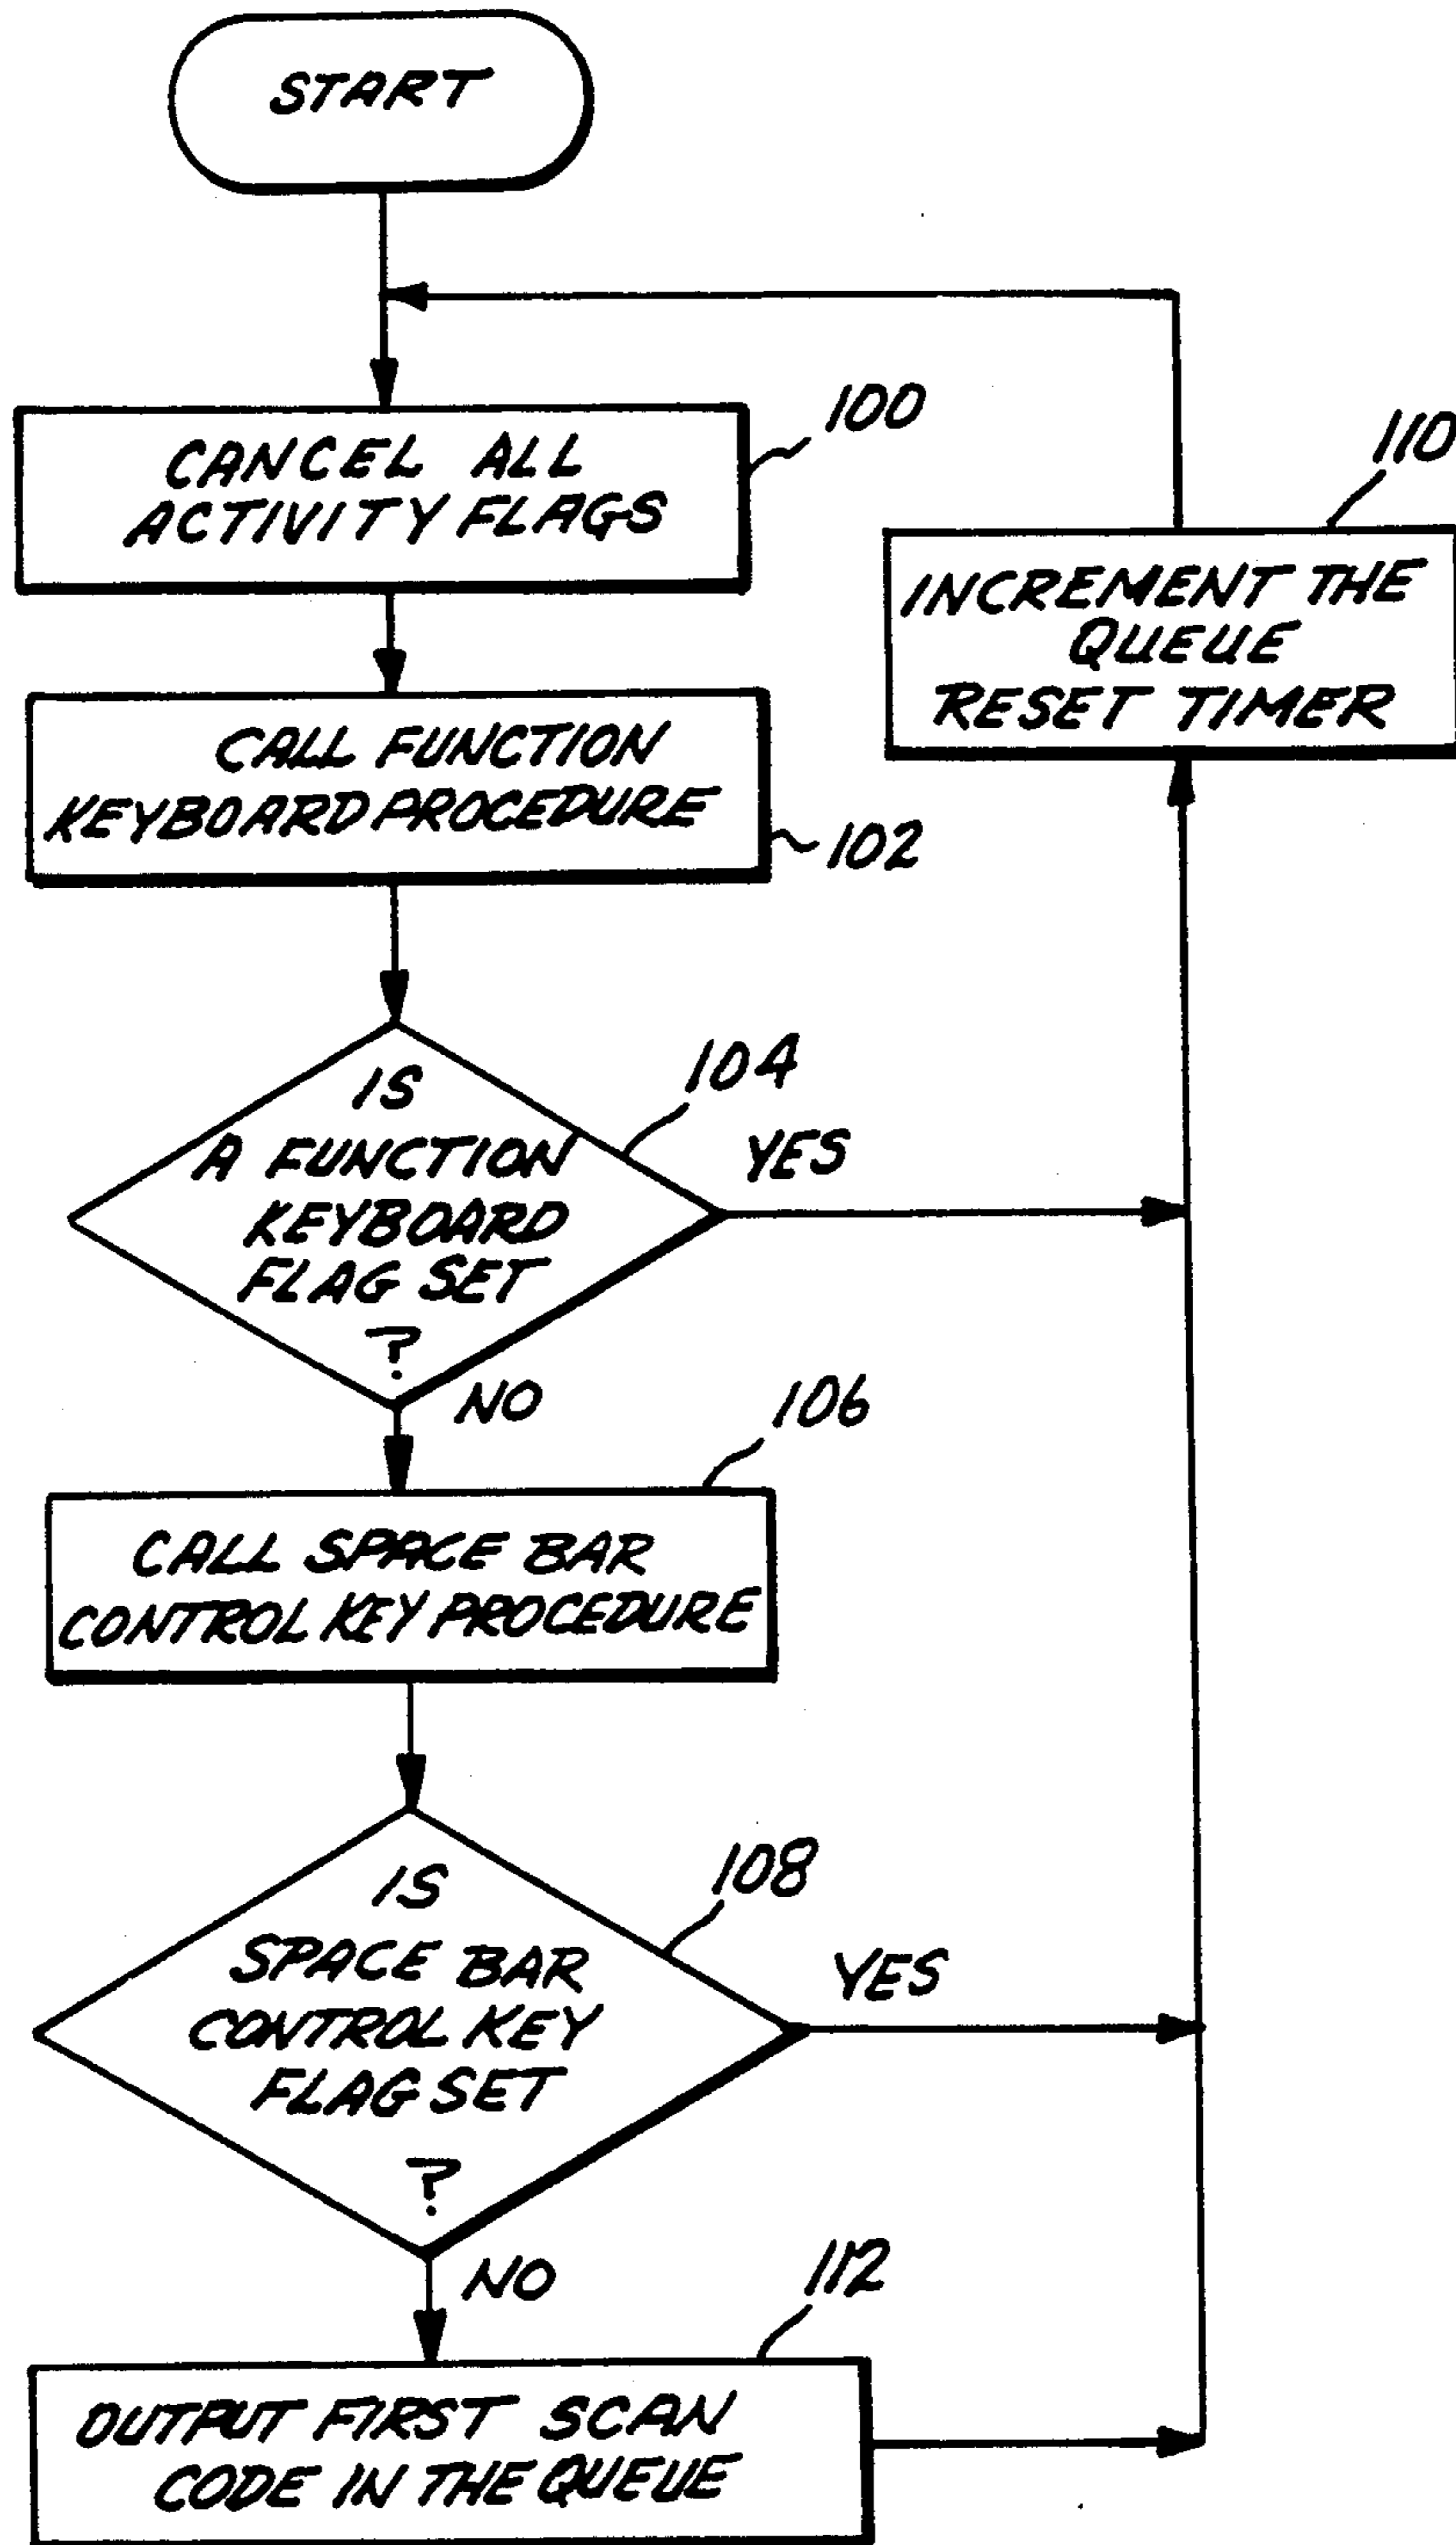 START
CANCEL ALL
ACTIVITY FLAGS
100
110
INCREMENT THE
QUEUE
RESET TIMER
CALL FUNCTION
KEYBOARD PROCEDURE
102
IS
A FUNCTION
KEYBOARD
FLAG SET
?
104
YES
NO
106
CALL SPACE BAR
CONTROL KEY PROCEDURE
IS
SPACE BAR
CONTROL KEY
FLAG SET
?
108
YES
NO
112
OUTPUT FIRST SCAN
CODE IN THE QUEUE